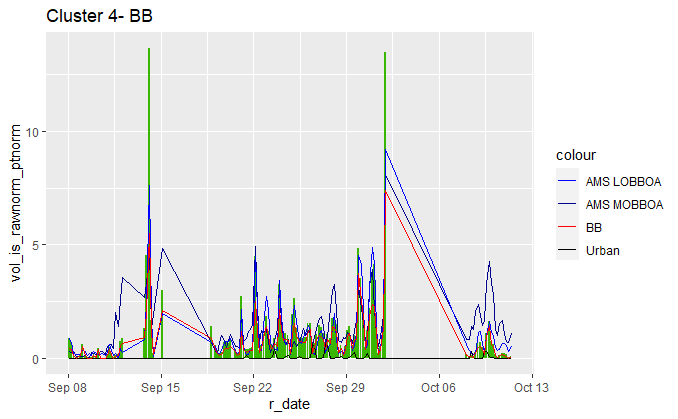 Cluster 4- BB
vol_is_rawnorm_ptnorm
10
5
0
Sep 08
Sep 15
Sep 22
Sep 29
Oct 06
Oct 13
r_date
colour
AMS LOBBOA
AMS MOBBOA
BB
Urban